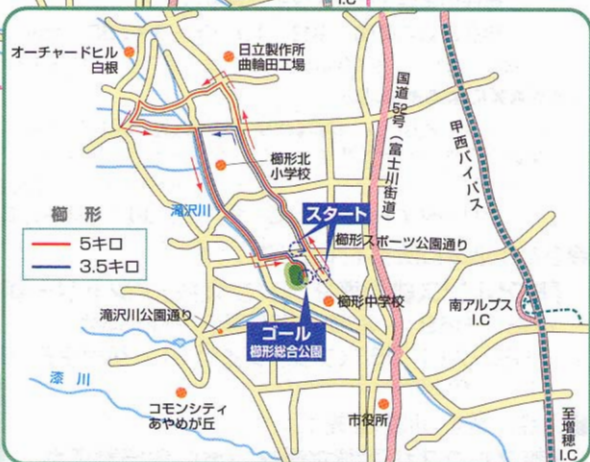 I.C
オーチャードヒル
白根
日立製作所
曲輪田工場
国道52号(富士川街道)
甲西バイパス
櫛形北
小学校
滝沢川
櫛形
5キロ
3.5キロ
スタート
櫛形スポーツ公園通り
櫛形中学校
南アルプス
I.C
滝沢川公園通り
ゴール
櫛形総合公園
漆川
コモンシティ
あやめが丘
市役所
至増穂
I.C